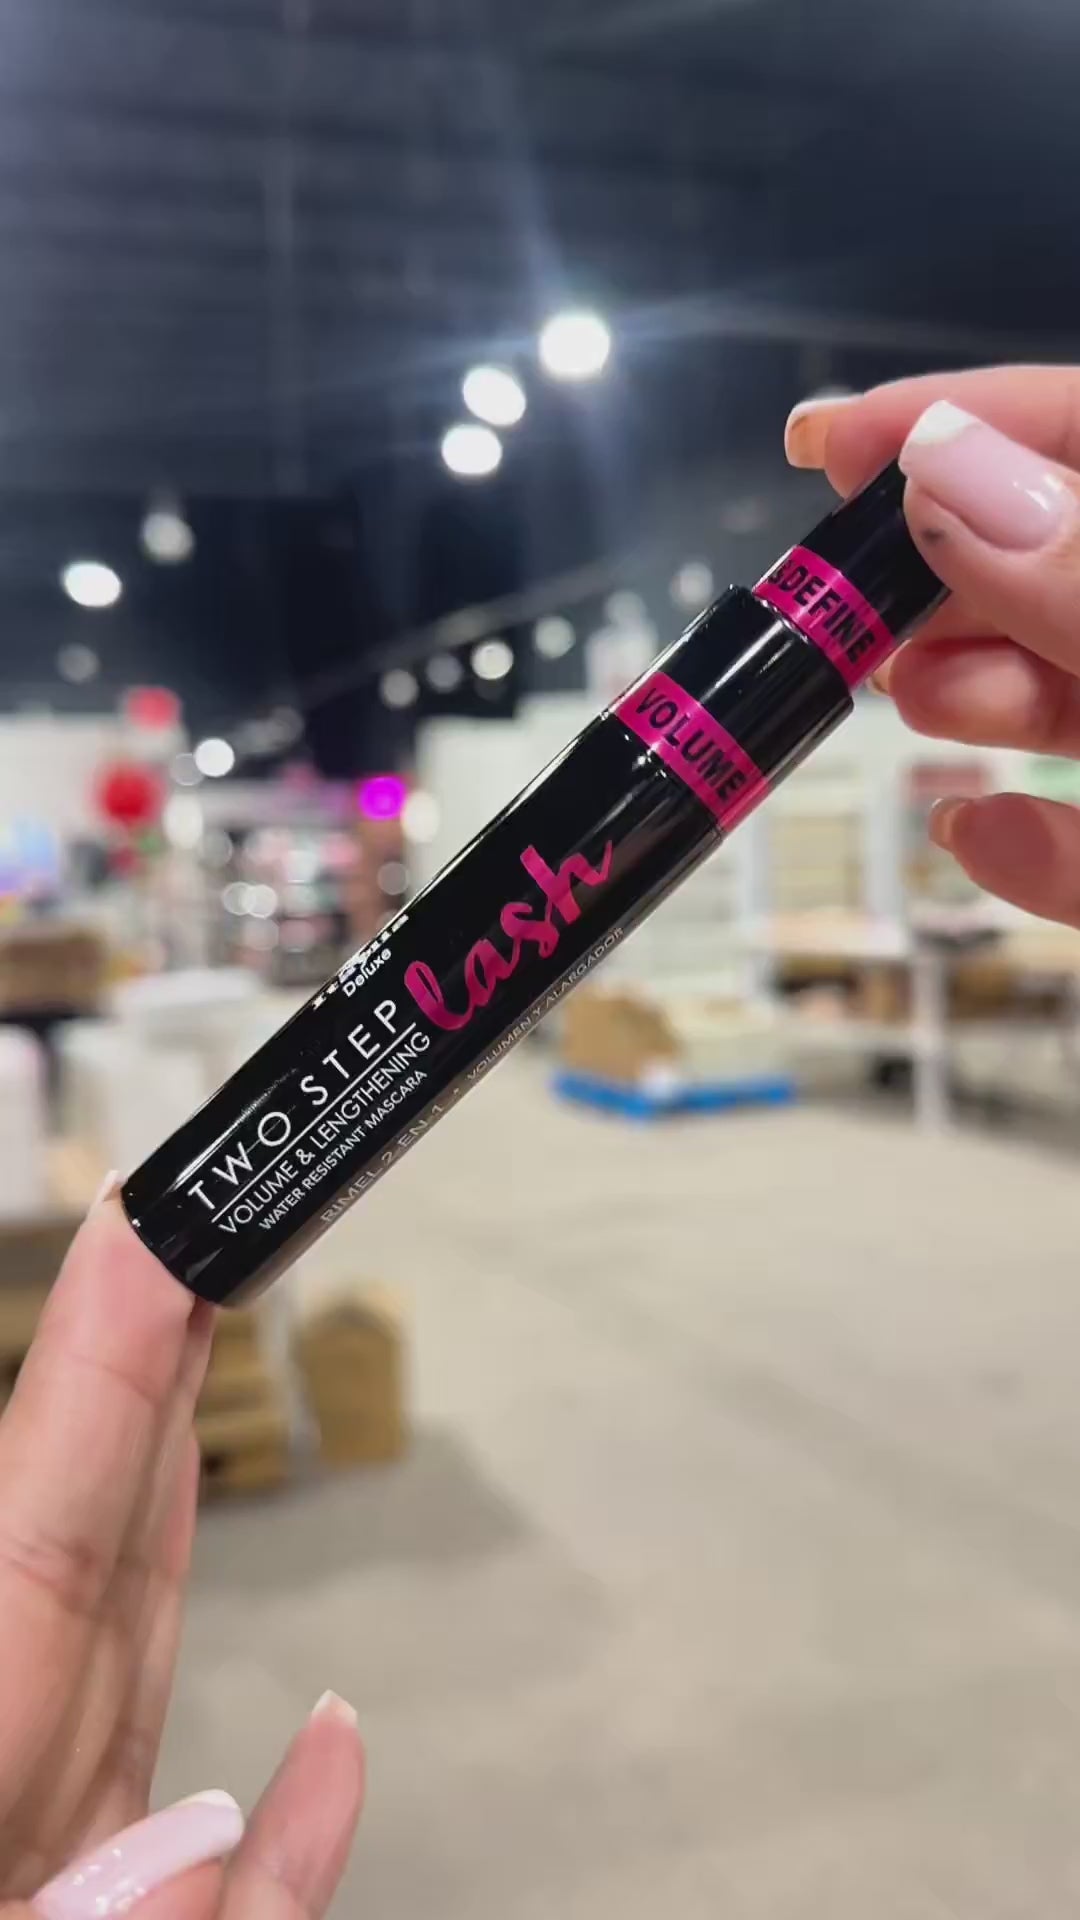 &DEFINE
VOLUME
lash
Deluxe
TWO STEP
VOLUME & LENGTHENING
WATER RESISTANT MASCARA
RIMEL 2 EN 1 VOLUMEN Y ALARGADOR